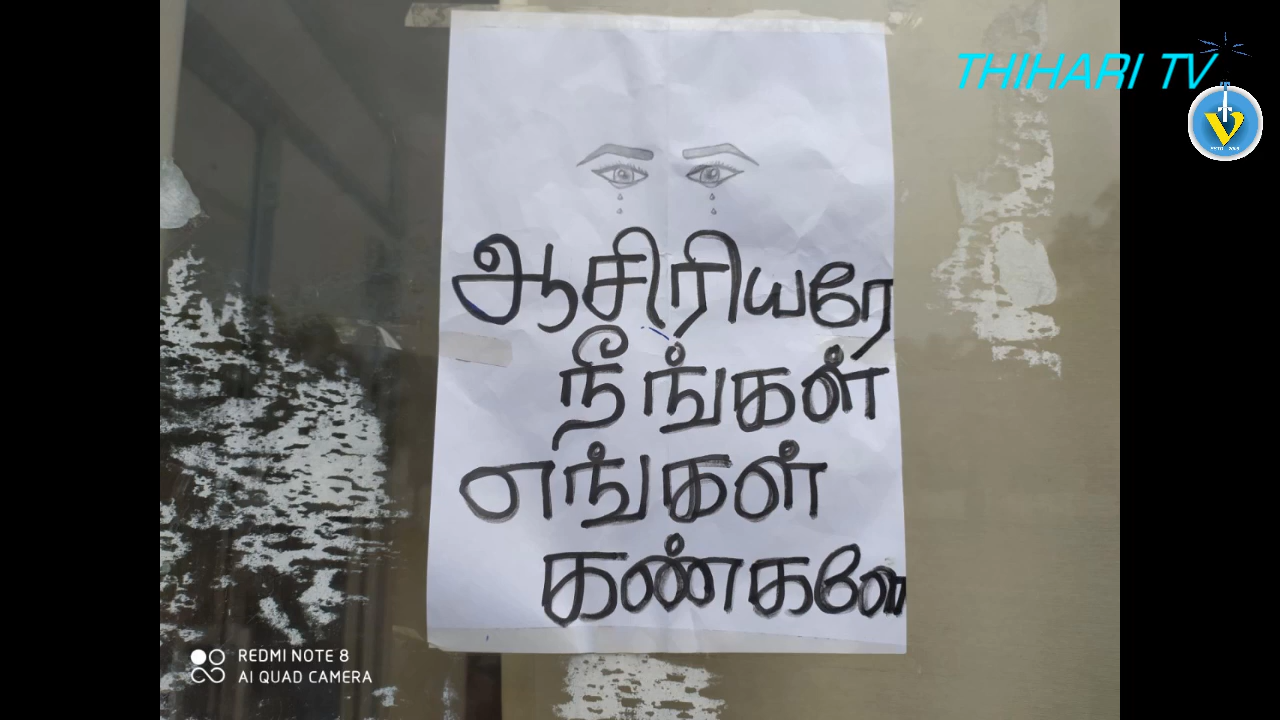 THIHARI TV
V
ஆசிரியரே
நீங்கள்
எங்கள்
கண்களே
REDMI NOTE 8
AI QUAD CAMERA